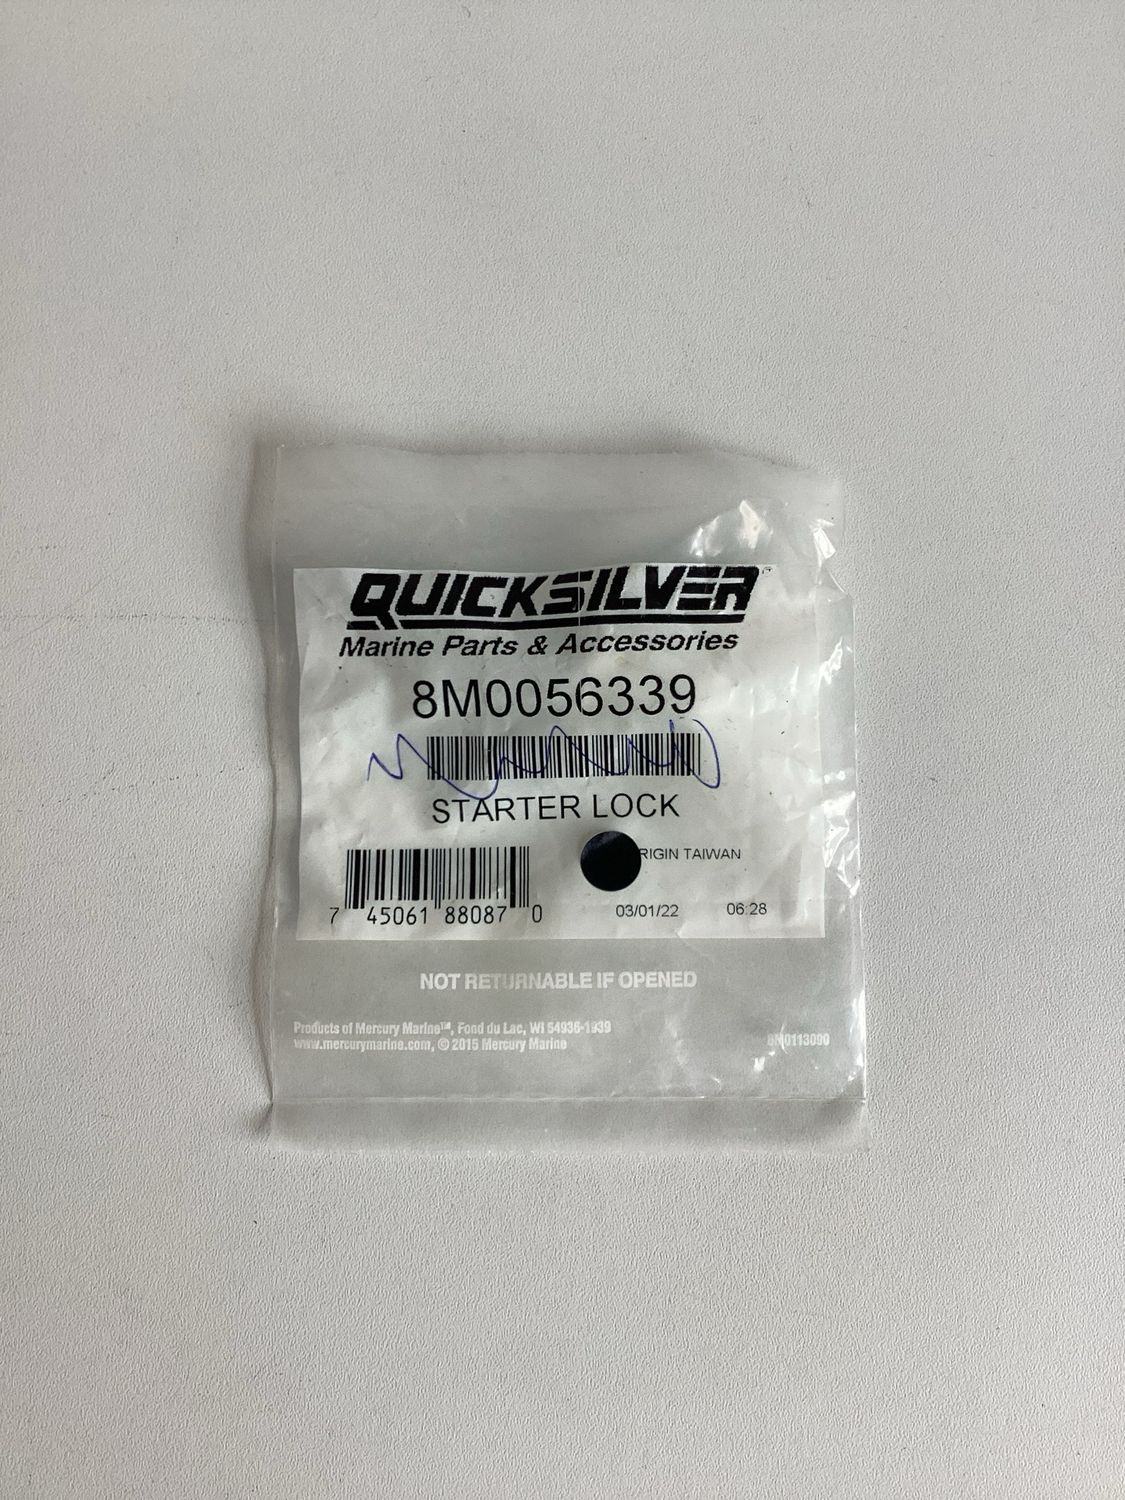 QUICKSILVER
Marine Parts & Accessories
8M0056339
STARTER LOCK
RIGIN TAIWAN
7 45061 88087 0
03/01/22 06:28
NOT RETURNABLE IF OPENED
Products of Mercury Marine™, Fond du Lac, WI 54936-1939
www.mercurymarine.com, © 2015 Mercury Marine
8M0113090